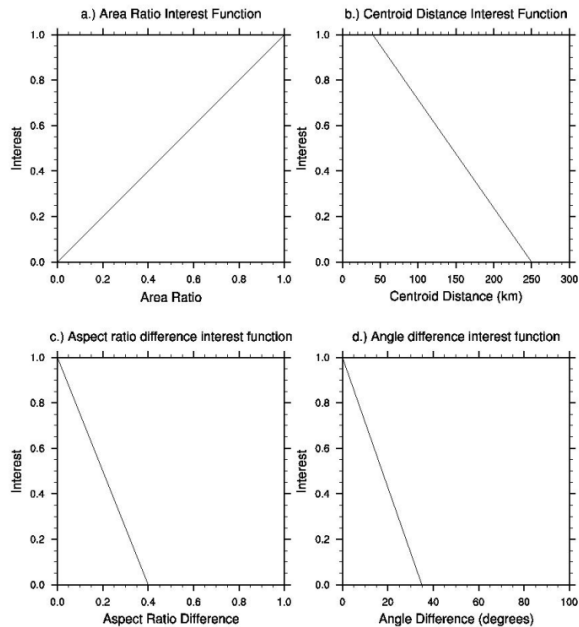 a.) Area Ratio Interest Function
1.0
0.8
0.6
0.4
0.2
0.0
Interest
0.0 0.2 0.4 0.6 0.8 1.0
Area Ratio
b.) Centroid Distance Interest Function
1.0
0.8
0.6
0.4
0.2
0.0
Interest
0 50 100 150 200 250 300
Centroid Distance (km)
c.) Aspect ratio difference interest function
1.0
0.8
0.6
0.4
0.2
0.0
Interest
0.0 0.2 0.4 0.6 0.8 1.0
Aspect Ratio Difference
d.) Angle difference interest function
1.0
0.8
0.6
0.4
0.2
0.0
Interest
0 20 40 60 80 100
Angle Difference (degrees)